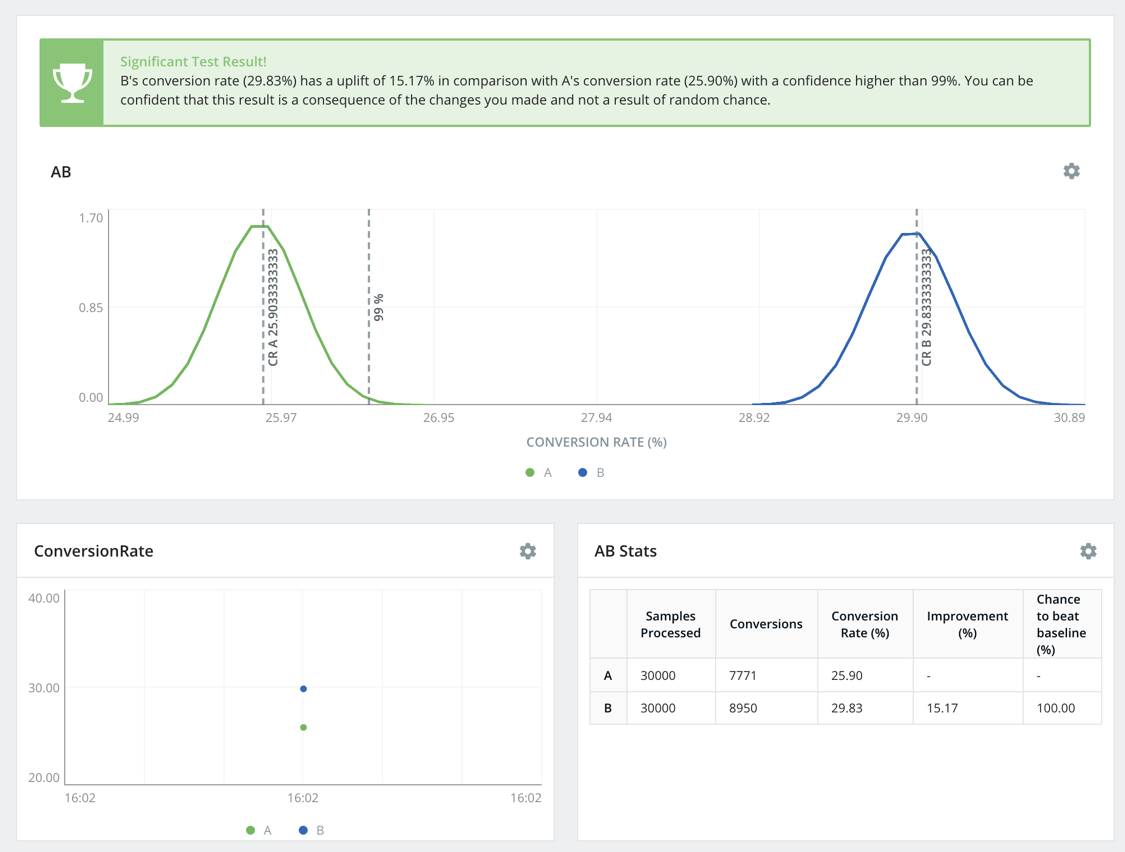 Significant Test Result!
B's conversion rate (29.83%) has a uplift of 15.17% in comparison with A's conversion rate (25.90%) with a confidence higher than 99%. You can
be confident that this result is a consequence of the changes you made and not a result of random chance.
AB
1.70
0.85
0.00
CR A 25.903333333333
99 %
CR B 29.833333333333
24.99 25.97 26.95 27.94 28.92 29.90 30.89
CONVERSION RATE (%)
A B
ConversionRate
40.00
30.00
20.00
16:02 16:02 16:02
A B
AB Stats
Samples Processed Conversions Conversion Rate (%) Improvement (%) Chance to beat baseline (%)
A 30000 7771 25.90 - -
B 30000 8950 29.83 15.17 100.00